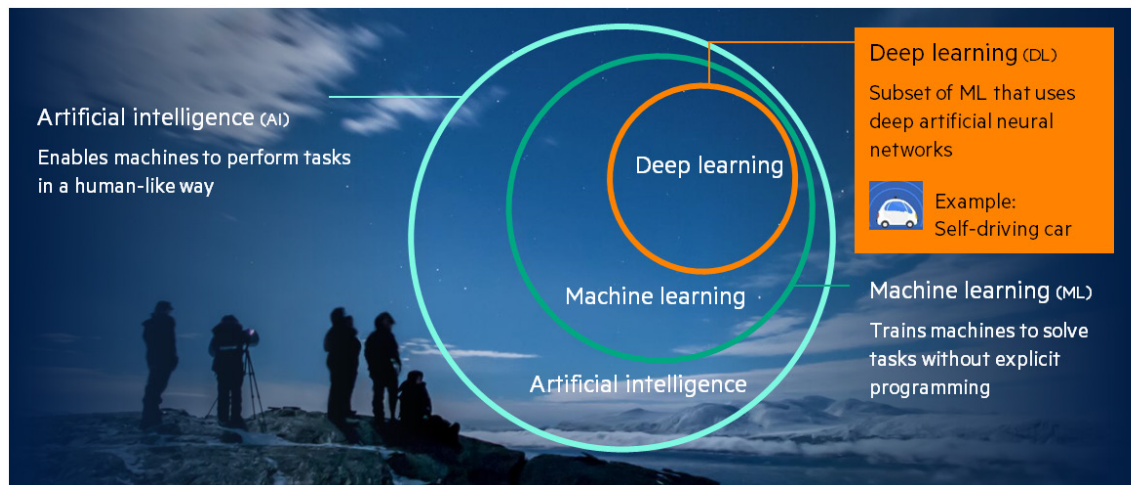 Artificial intelligence (AI)
Enables machines to perform tasks
in a human-like way
Deep learning
Machine learning
Artificial intelligence
Deep learning (DL)
Subset of ML that uses
deep artificial neural
networks
Example:
Self-driving car
Machine learning (ML)
Trains machines to solve
tasks without explicit
programming